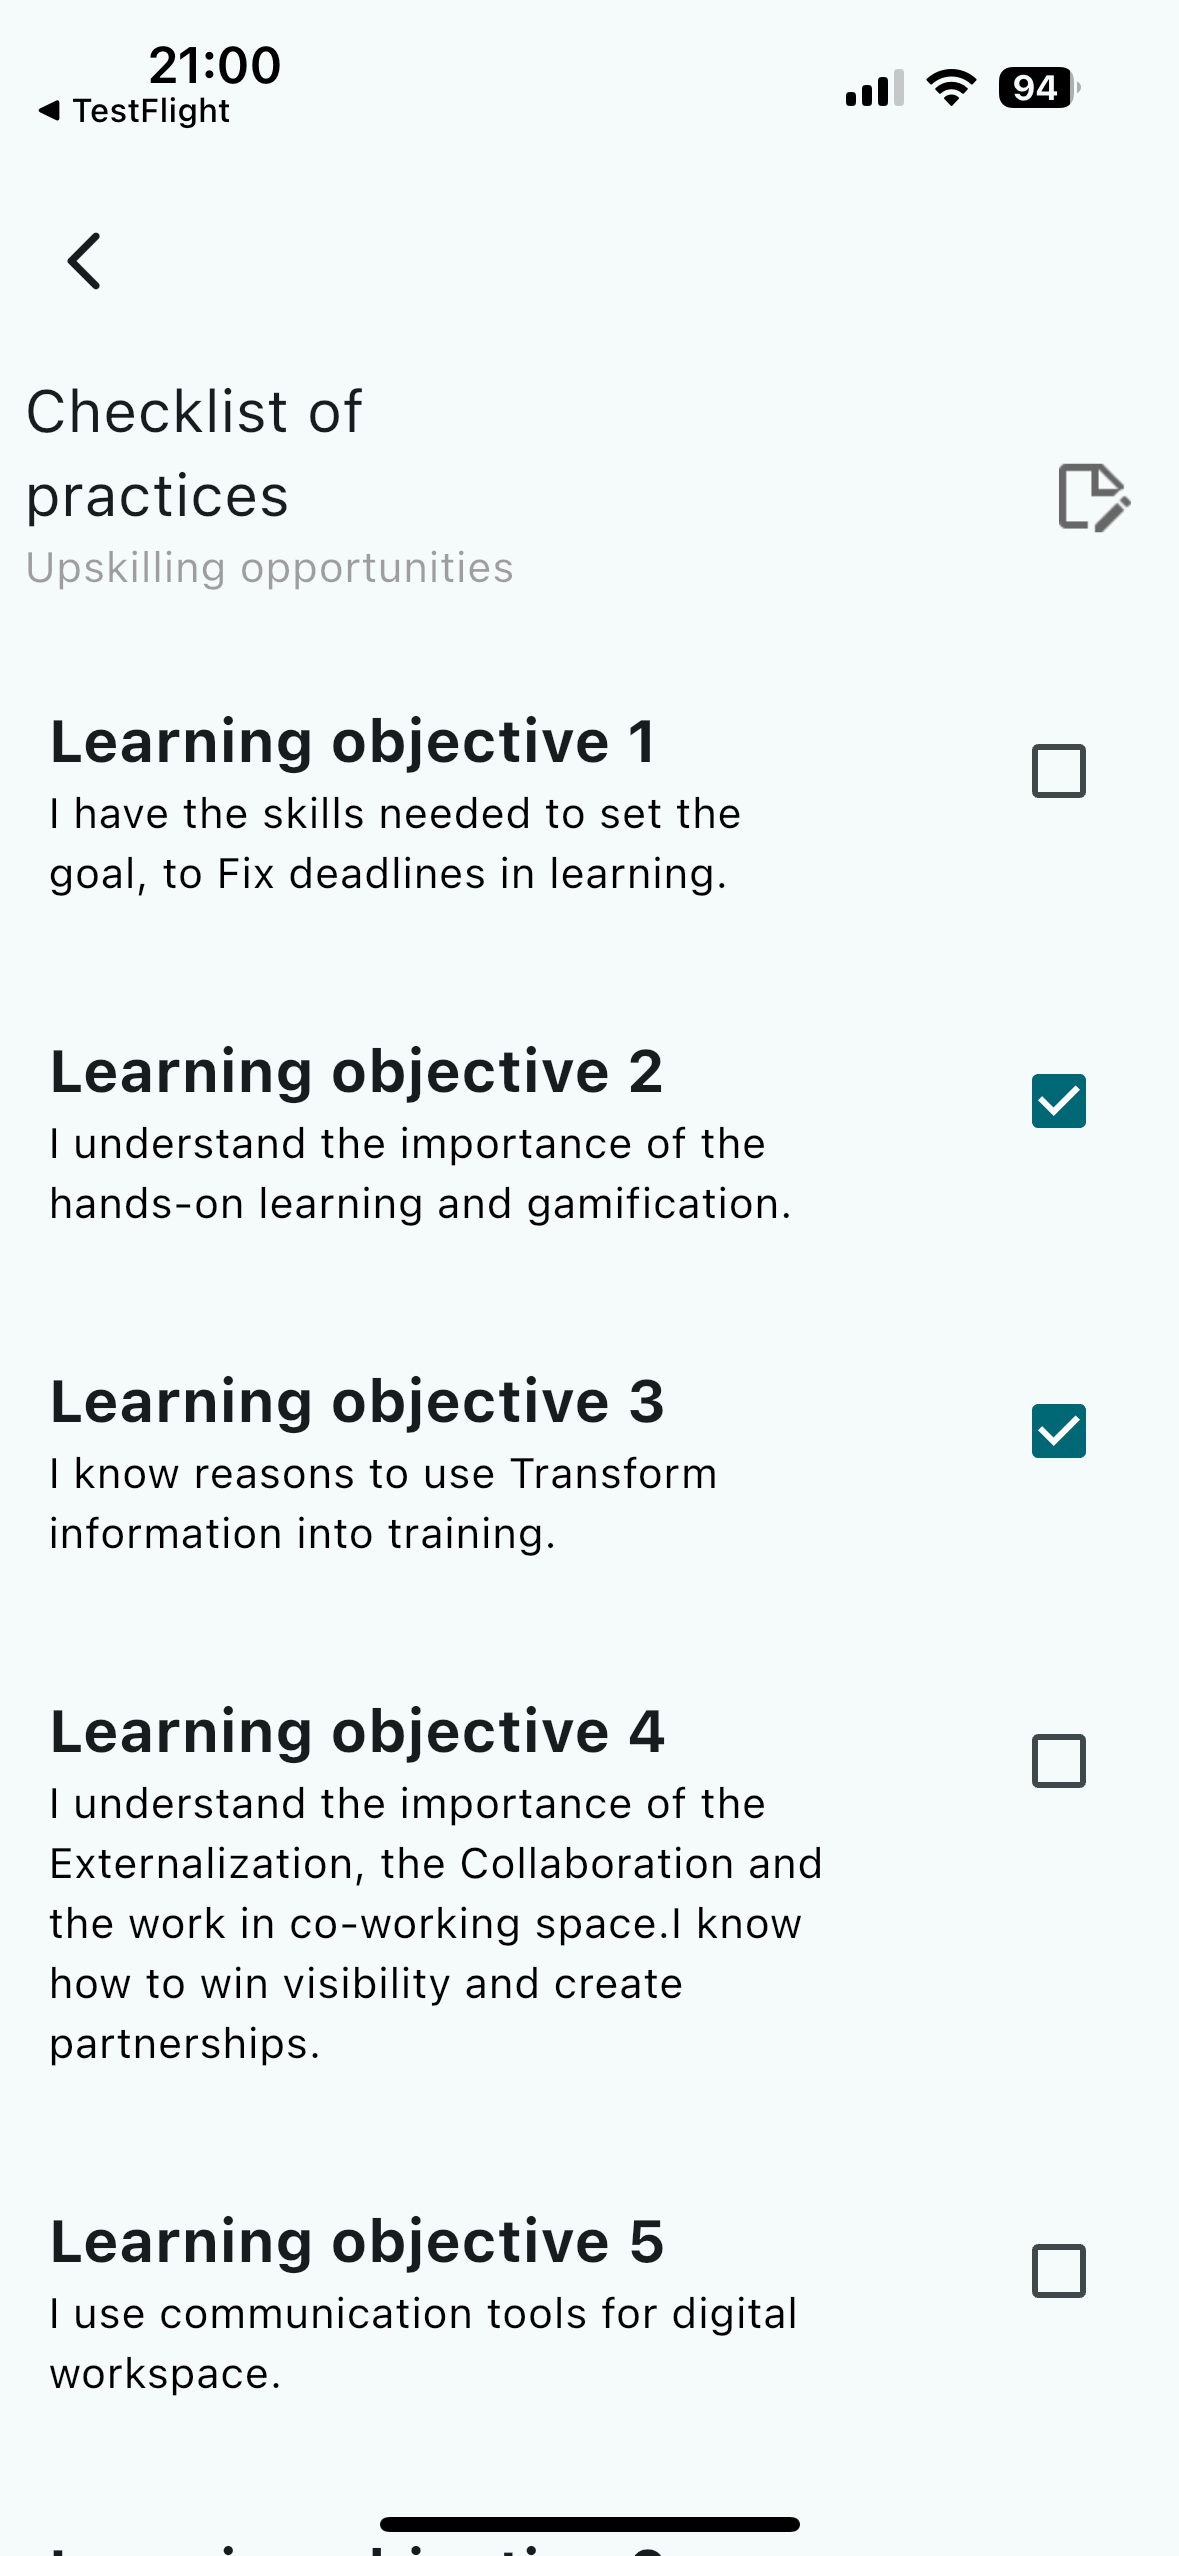 21:00
TestFlight
94
Checklist of
practices
Upskilling opportunities
Learning objective 1
I have the skills needed to set the
goal, to Fix deadlines in learning.
Learning objective 2
I understand the importance of the
hands-on learning and gamification.
Learning objective 3
I know reasons to use Transform
information into training.
Learning objective 4
I understand the importance of the
Externalization, the Collaboration and
the work in co-working space.I know
how to win visibility and create
partnerships.
Learning objective 5
I use communication tools for digital
workspace.